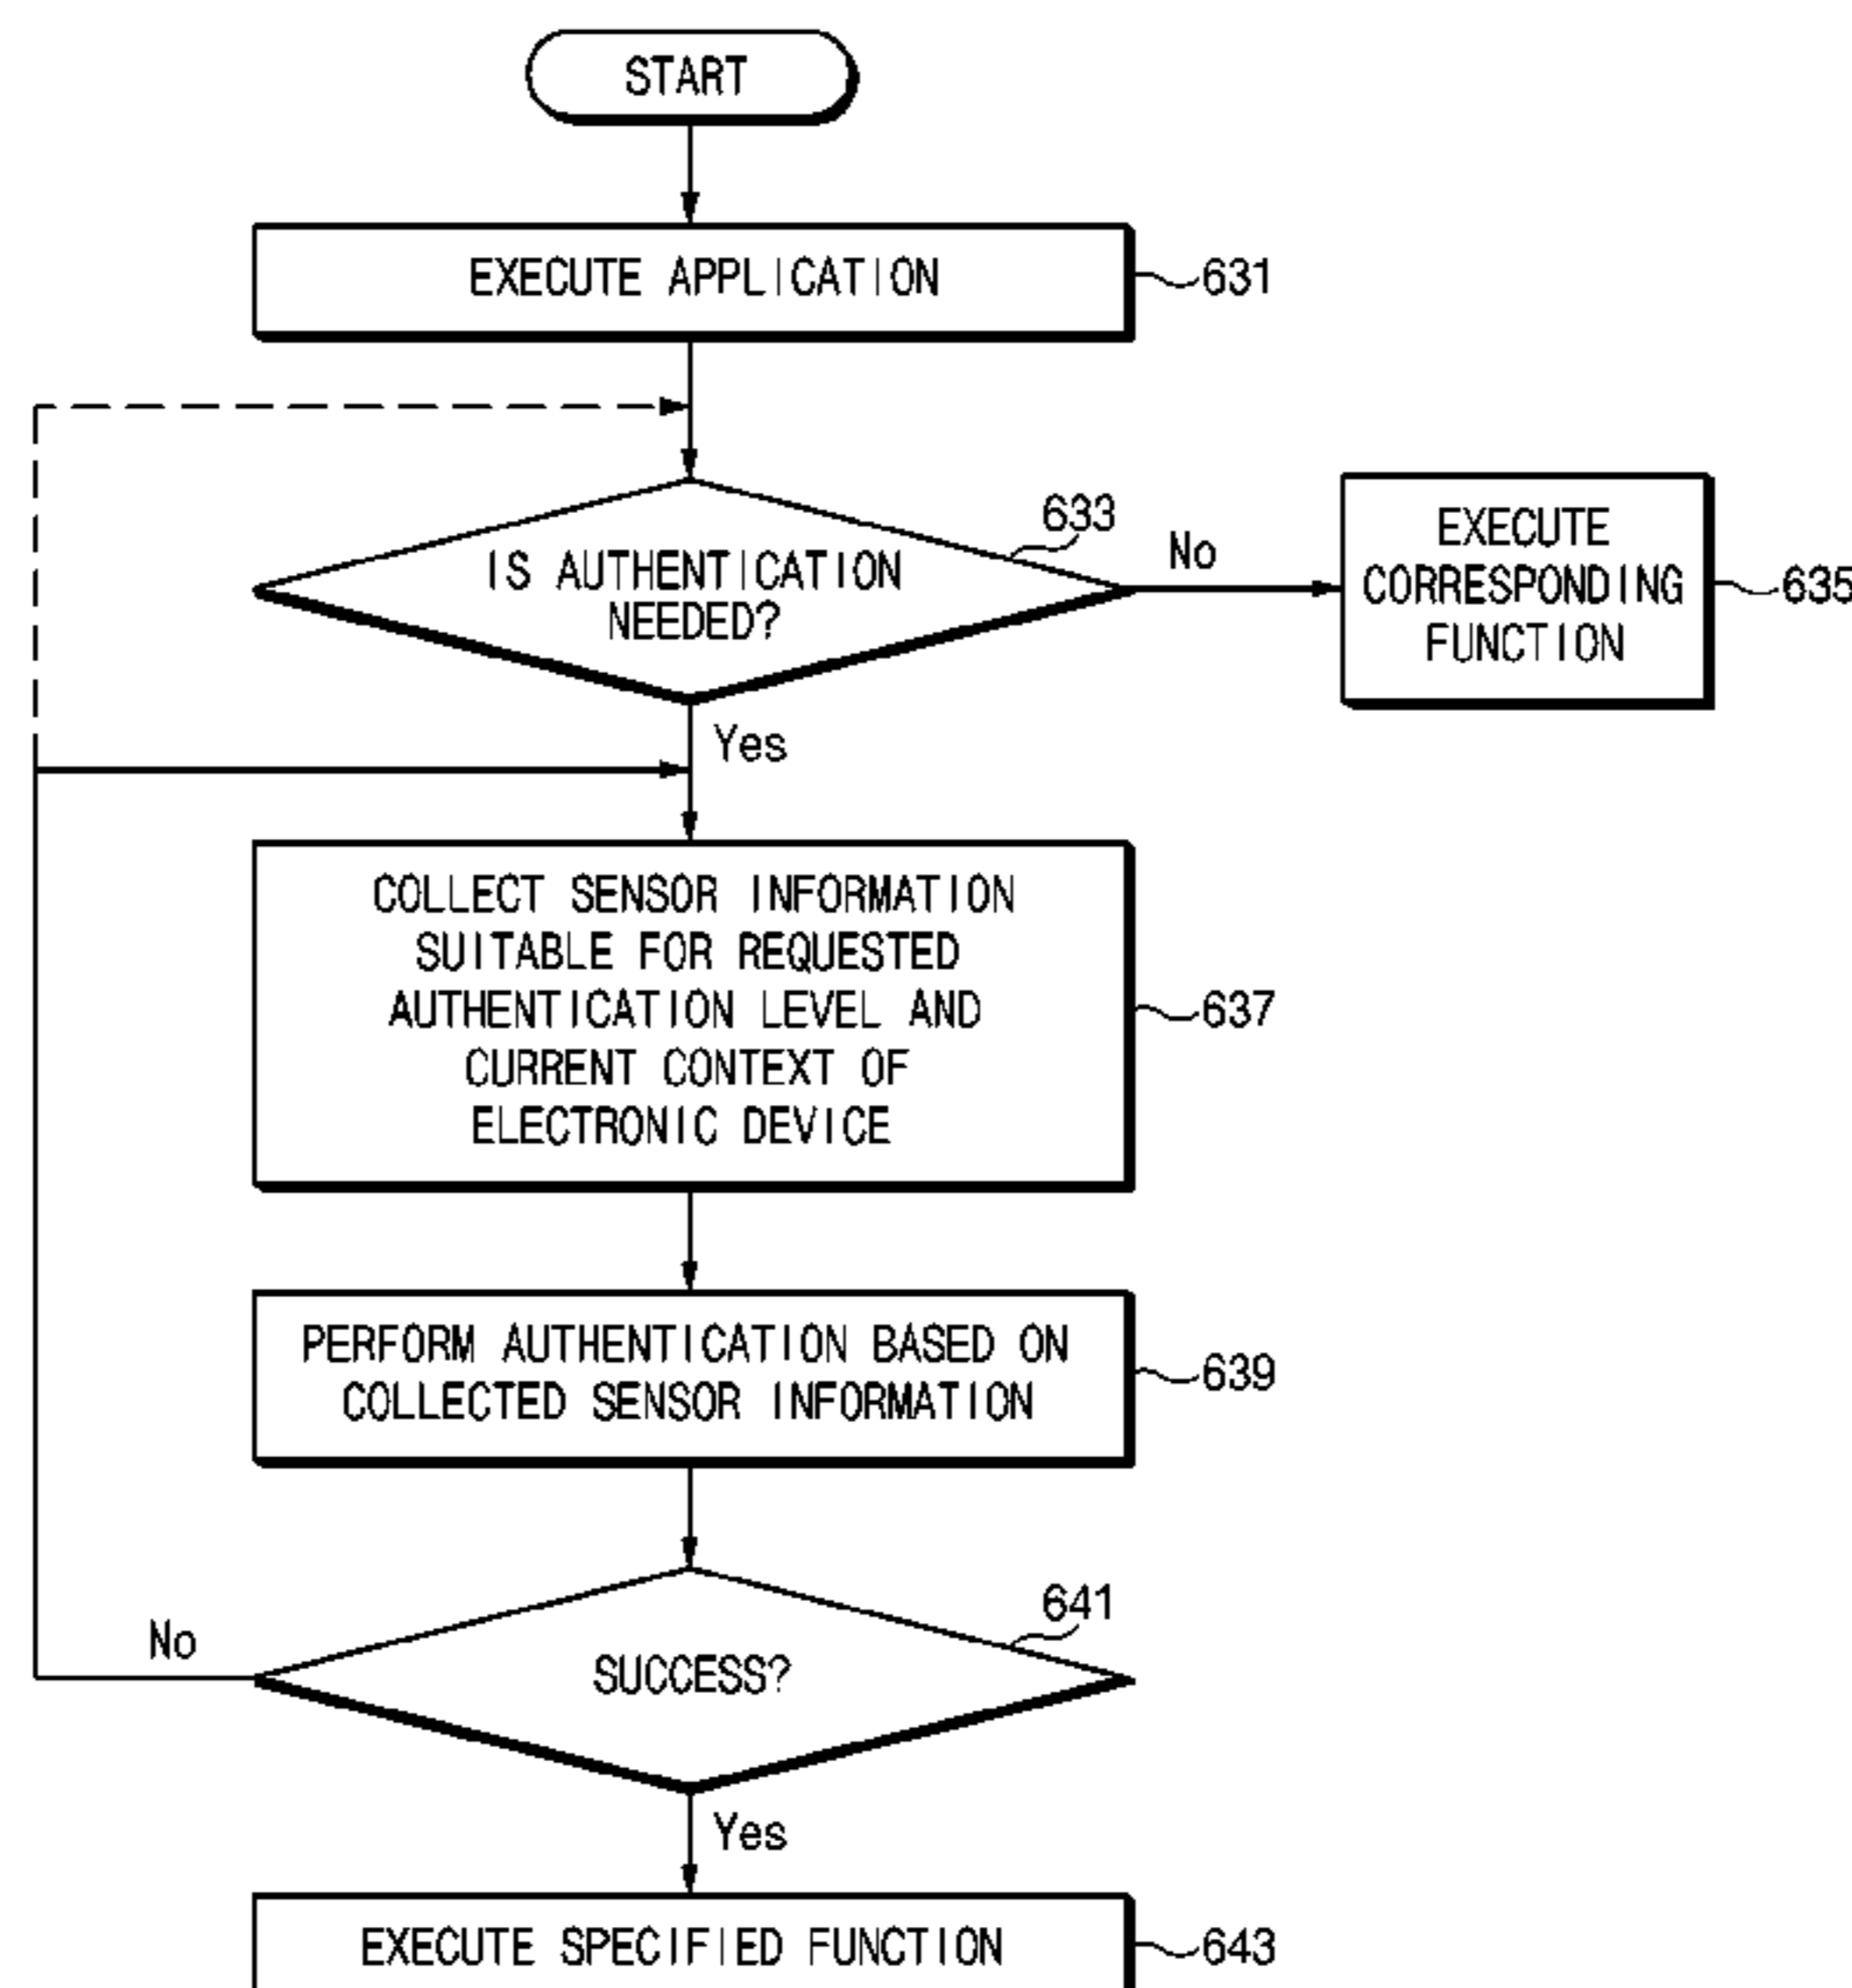 START
EXECUTE APPLICATION
631
633
IS AUTHENTICATION
NEEDED?
No
EXECUTE
CORRESPONDING
FUNCTION
635
Yes
COLLECT SENSOR INFORMATION
SUITABLE FOR REQUESTED
AUTHENTICATION LEVEL AND
CURRENT CONTEXT OF
ELECTRONIC DEVICE
637
PERFORM AUTHENTICATION BASED ON
COLLECTED SENSOR INFORMATION
639
641
No
SUCCESS?
Yes
EXECUTE SPECIFIED FUNCTION
643